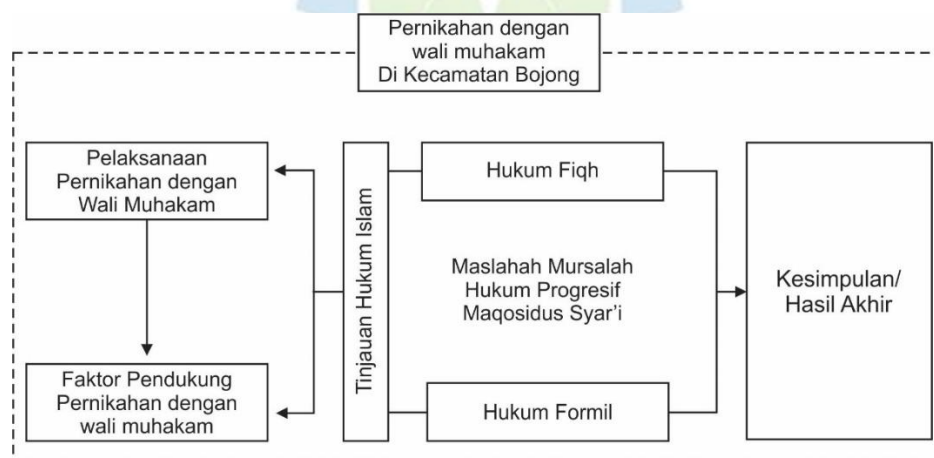 Pernikahan dengan
wali muhakam
Di Kecamatan Bojong
Pelaksanaan
Pernikahan dengan
Wali Muhakam
Faktor Pendukung
Pernikahan dengan
wali muhakam
Tinjauan Hukum Islam
Hukum Fiqh
Maslahah Mursalah
Hukum Progresif
Maqosidus Syar'i
Hukum Formil
Kesimpulan/
Hasil Akhir